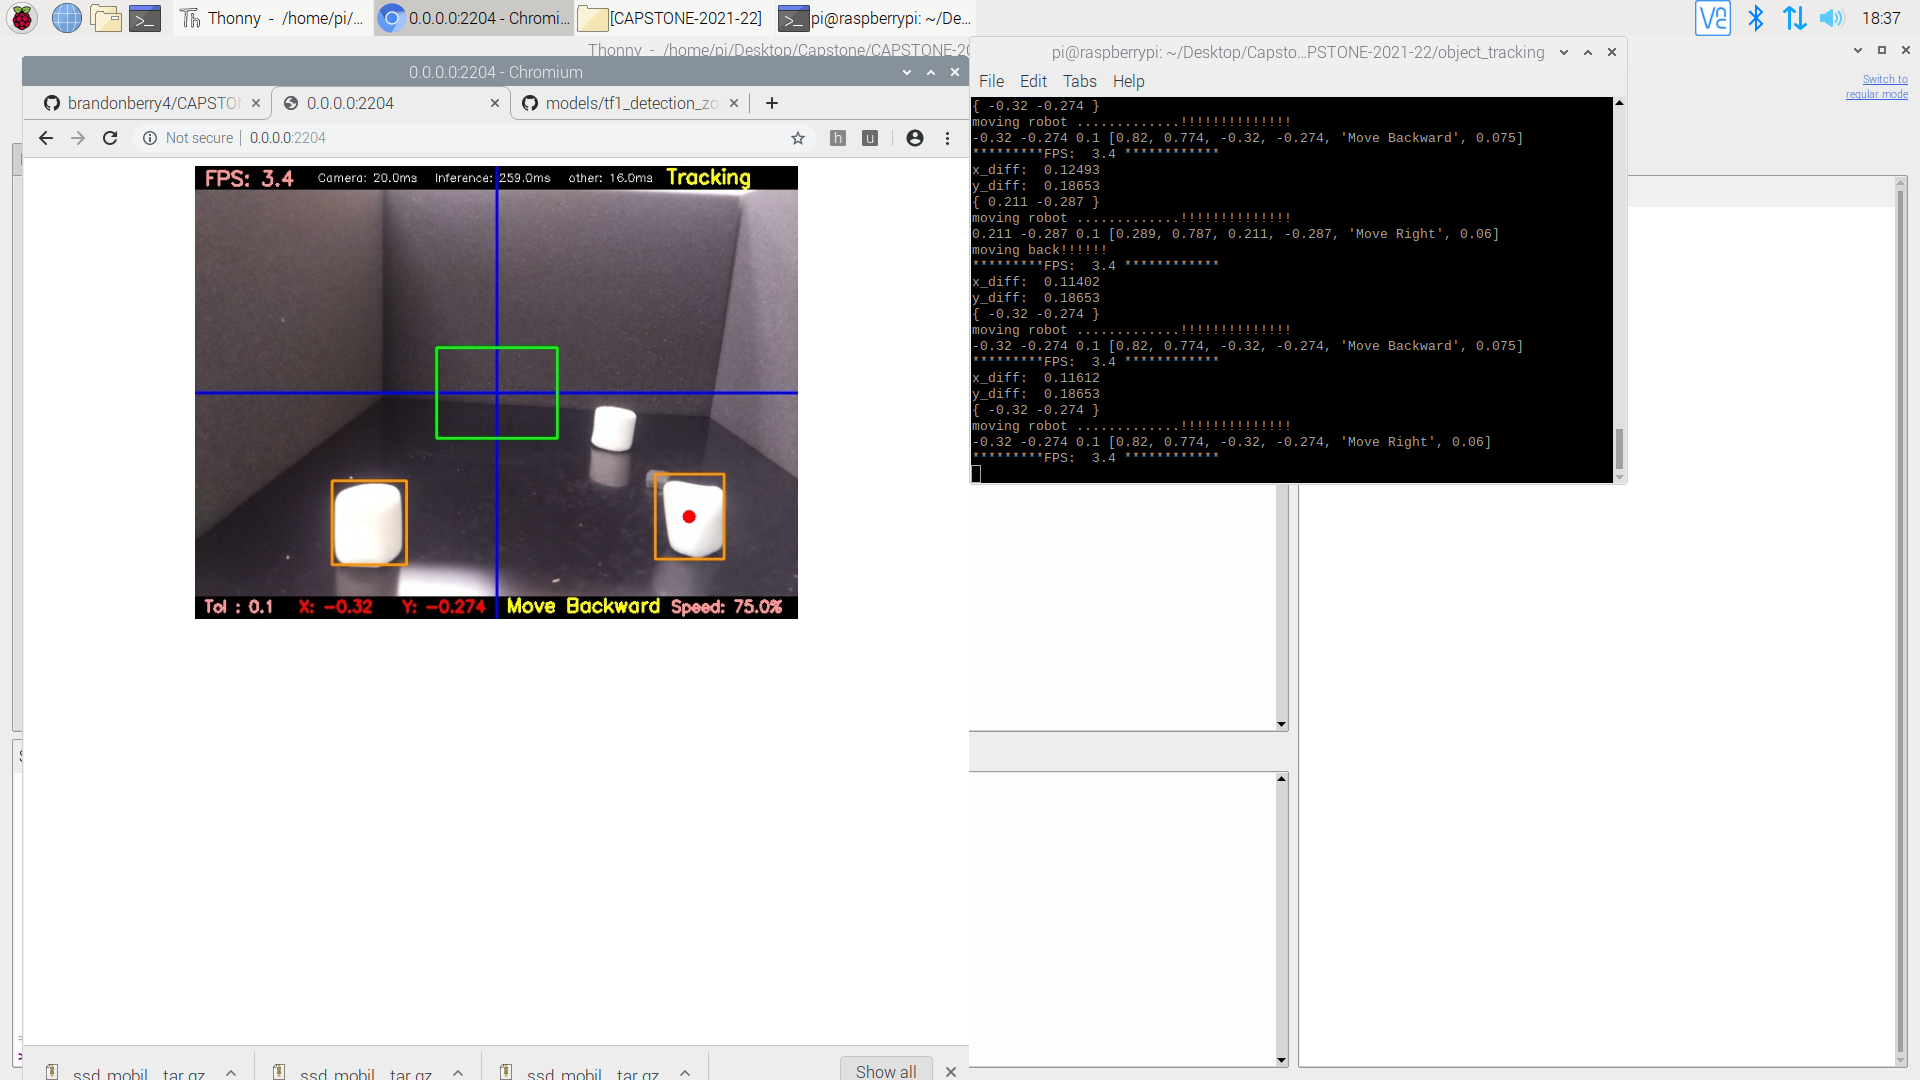 Thonny - /home/pi/...
0.0.0.0:2204 - Chromi...
[CAPSTONE-2021-22]
pi@raspberrypi: ~/De...
18:37
Thonny - /home/pi/Desktop/Capstone/CAPSTONE-20
Switch to
regular mode
0.0.0.0:2204 - Chromium
brandonberry4/CAPSTO
0.0.0.0:2204
models/tf1_detection_zo
Not secure
0.0.0.0:2204
h
u
FPS: 3.4 Camera: 20.0ms Inference: 259.0ms other: 16.0ms Tracking
Tol : 0.1 X: -0.32 Y: -0.274 Move Backward Speed: 75.0%
pi@raspberrypi: ~/Desktop/Capsto...PSTONE-2021-22/object_tracking
File Edit Tabs Help
{ -0.32 -0.274 }
moving robot .............!!!!!!!!!!!!!!
-0.32 -0.274 0.1 [0.82, 0.774, -0.32, -0.274, 'Move Backward', 0.075]
*********FPS:  3.4 ************
x_diff:  0.12493
y_diff:  0.18653
{ 0.211 -0.287 }
moving robot .............!!!!!!!!!!!!!!
0.211 -0.287 0.1 [0.289, 0.787, 0.211, -0.287, 'Move Right', 0.06]
moving back!!!!!!
*********FPS:  3.4 ************
x_diff:  0.11402
y_diff:  0.18653
{ -0.32 -0.274 }
moving robot .............!!!!!!!!!!!!!!
-0.32 -0.274 0.1 [0.82, 0.774, -0.32, -0.274, 'Move Backward', 0.075]
*********FPS:  3.4 ************
x_diff:  0.11612
y_diff:  0.18653
{ -0.32 -0.274 }
moving robot .............!!!!!!!!!!!!!!
-0.32 -0.274 0.1 [0.82, 0.774, -0.32, -0.274, 'Move Right', 0.06]
*********FPS:  3.4 ************
ssd_mobil....tar.gz
ssd_mobil....tar.gz
ssd_mobil....tar.gz
Show all